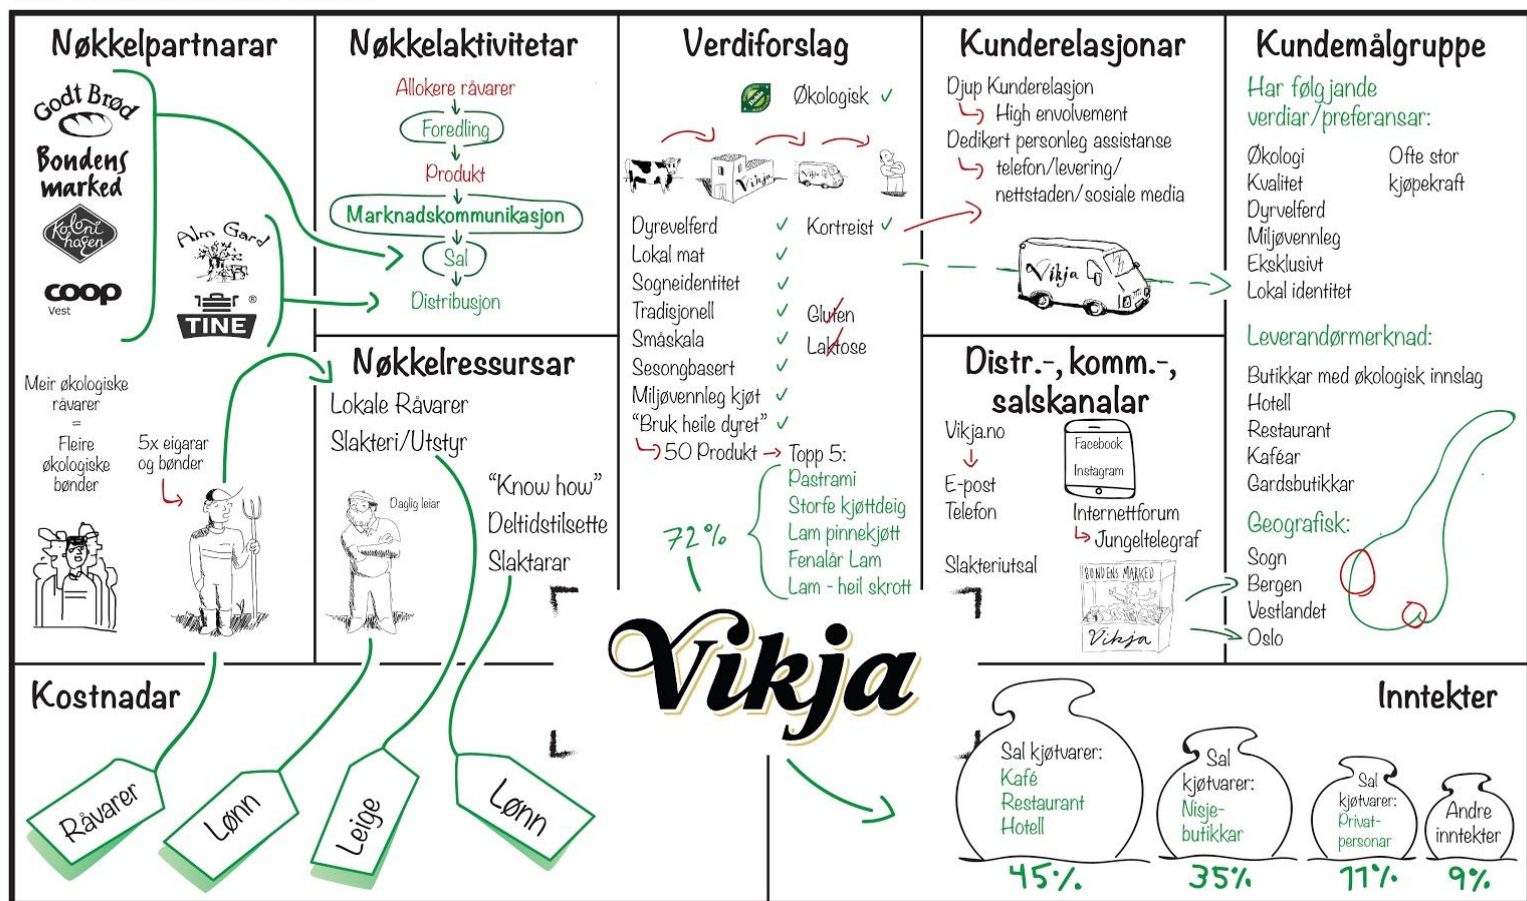 Nøkkelpartnarar
Godt Brød
Bondens
marked
Kolonihagen
coop
Vest
Alm Gard
TINE ®
Meir økologiske
råvarer
=
Fleire
økologiske
bønder
5x eigarar
og bønder
Nøkkelaktivitetar
Allokere råvarer
Foredling
Produkt
Marknadskommunikasjon
Sal
Distribusjon
Nøkkelressursar
Lokale Råvarer
Slakteri/Utstyr
Daglig leiar
"Know how"
Deltidstilsette
Slaktarar
Verdiforslag
Økologisk ✓
Vikja
Vikja
Dyrevelferd ✓
Lokal mat ✓
Sogneidentitet ✓
Tradisjonell ✓
Småskala ✓
Sesongbasert ✓
Miljøvennleg kjøt ✓
"Bruk heile dyret" ✓
Kortreist ✓
Gluten
Laktose
50 Produkt → Topp 5:
Pastrami
Storfe kjøttdeig
Lam pinnekjøtt
Fenalår Lam
Lam - heil skrott
72%
Vikja
Kunderelasjonar
Djup Kunderelasjon
High envolvement
Dedikert personleg assistanse
telefon/levering/
nettstaden/sosiale media
Vikja
Distr.-, komm.-,
salskanalar
Vikja.no
E-post
Telefon
Slakteriutsal
Facebook
Instagram
Internettforum
Jungeltelegraf
BONDENS MARKED
Vikja
Kundemålgruppe
Har følgjande
verdiar/preferansar:
Økologi
Kvalitet
Dyrvelferd
Miljøvennleg
Eksklusivt
Lokal identitet
Ofte stor
kjøpekraft
Leverandørmerknad:
Butikkar med økologisk innslag
Hotell
Restaurant
Kaféar
Gardsbutikkar
Geografisk:
Sogn
Bergen
Vestlandet
Oslo
Kostnadar
Råvarer
Lønn
Leige
Lønn
Inntekter
Sal kjøtvarer:
Kafé
Restaurant
Hotell
45%
Sal
kjøtvarer:
Nisje-
butikkar
35%
Sal
kjøtvarer:
Privat-
personar
11%
Andre
inntekter
9%